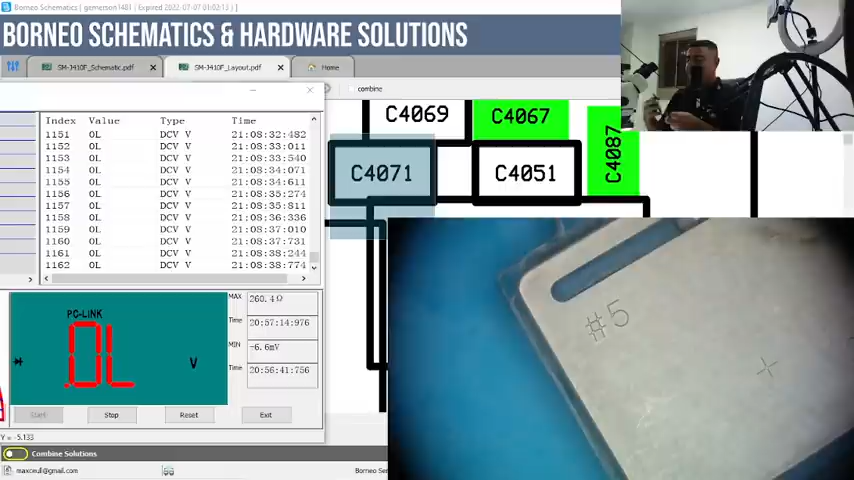 Borneo Schematics [ gemerson1481 ( Expired 2022-07-07 01:02:13 ) ]
BORNEO SCHEMATICS & HARDWARE SOLUTIONS
SM-J410F_Schematic.pdf SM-J410F_Layout.pdf Home
combine
Index Value Type Time
1151 OL DCV V 21:08:32:482
1152 OL DCV V 21:08:33:011
1153 OL DCV V 21:08:33:540
1154 OL DCV V 21:08:34:071
1155 OL DCV V 21:08:34:611
1156 OL DCV V 21:08:35:274
1157 OL DCV V 21:08:35:811
1158 OL DCV V 21:08:36:336
1159 OL DCV V 21:08:37:010
1160 OL DCV V 21:08:37:731
1161 OL DCV V 21:08:38:244
1162 OL DCV V 21:08:38:774
C4069
C4067
C4087
C4071
C4051
#5
PC-LINK
.OL
V
MAX 260.4Ω
Time 20:57:14:976
MIN -6.6mV
Time 20:56:41:756
Start Stop Reset Exit
Y = -5.133
Combine Solutions
Borneo